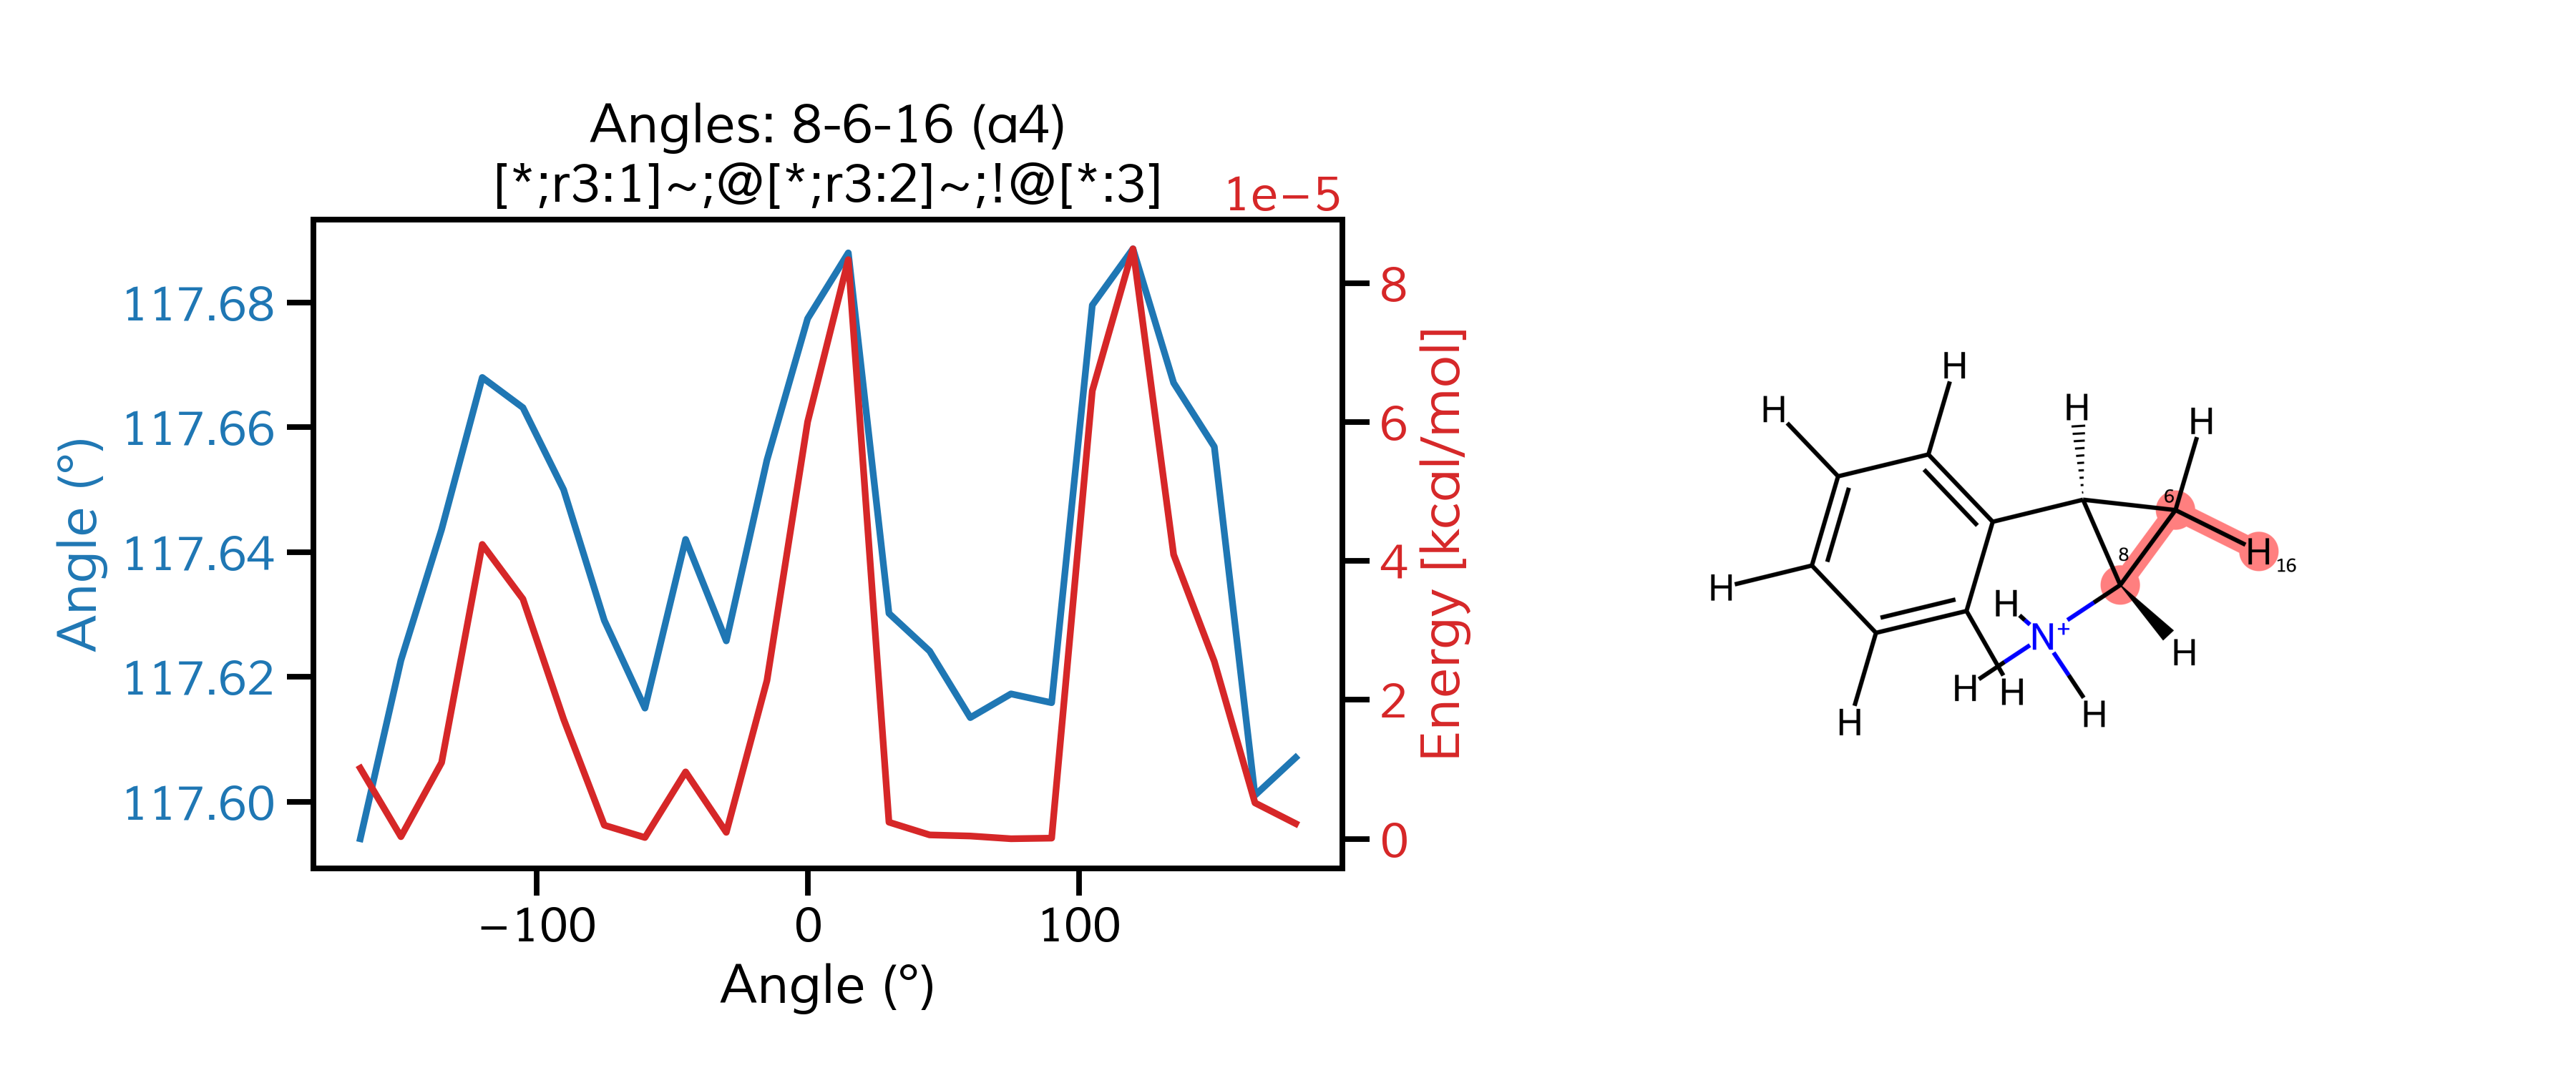 Angles: 8-6-16 (a4)
[*;r3:1]~;@[*;r3:2]~;!@[*:3]
1e−5
117.68
117.66
117.64
117.62
117.60
Angle (°)
8
6
4
2
0
Energy [kcal/mol]
−100
0
100
Angle (°)
H
H
H
H
6
8
H
16
H
H
N+
H
H
H
H
H
H